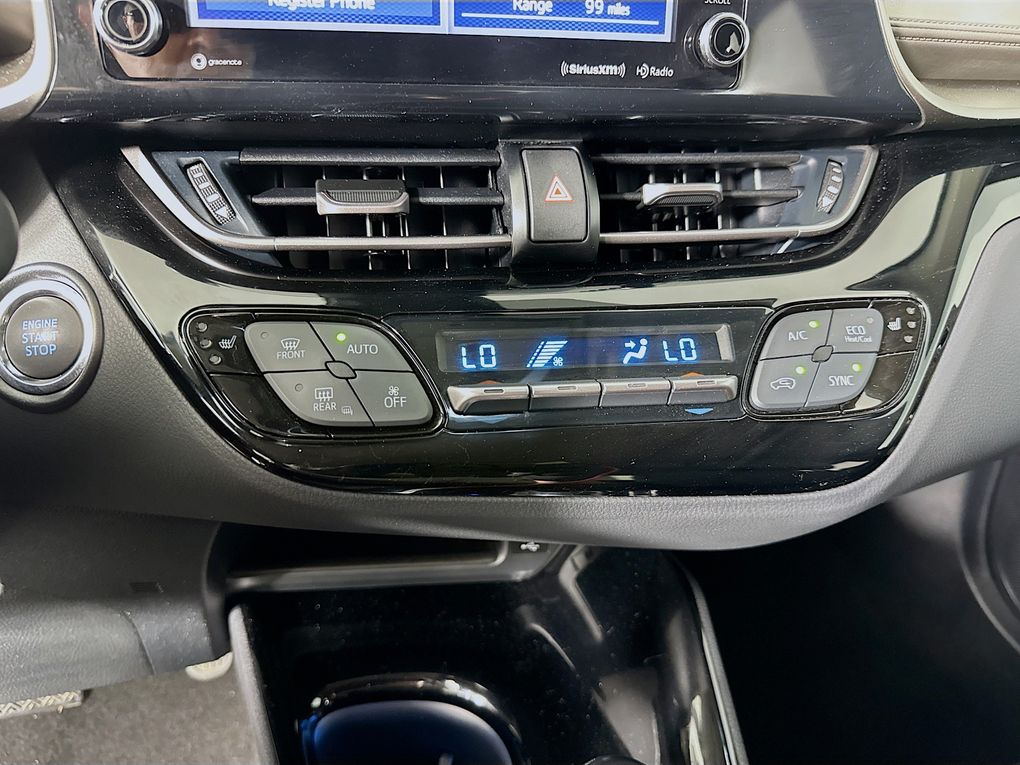 Register Phone
Range 99 miles
SCROLL
gracenote
SiriusXM
HD Radio
ENGINE
START
STOP
FRONT
AUTO
REAR
OFF
LO
LO
A/C
ECO
Heat/Cool
SYNC